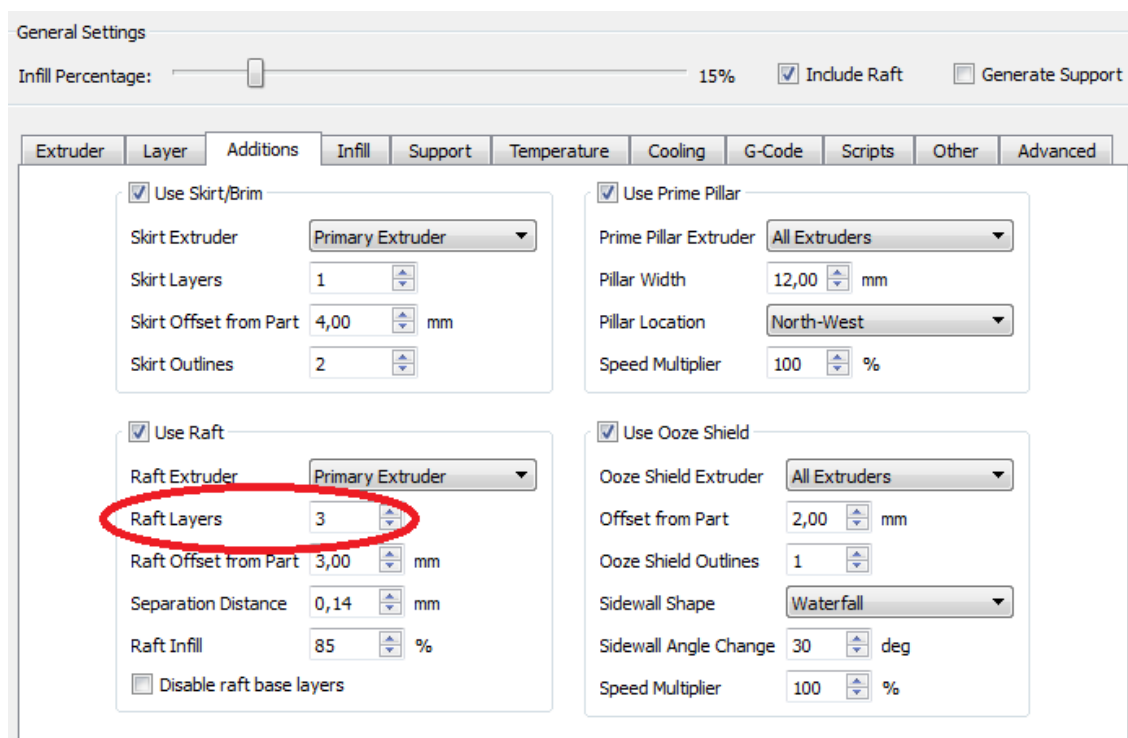 General Settings
Infill Percentage: 15% Include Raft Generate Support
Extruder Layer Additions Infill Support Temperature Cooling G-Code Scripts Other Advanced
Use Skirt/Brim
Skirt Extruder Primary Extruder
Skirt Layers 1
Skirt Offset from Part 4,00 mm
Skirt Outlines 2
Use Prime Pillar
Prime Pillar Extruder All Extruders
Pillar Width 12,00 mm
Pillar Location North-West
Speed Multiplier 100 %
Use Raft
Raft Extruder Primary Extruder
Raft Layers 3
Raft Offset from Part 3,00 mm
Separation Distance 0,14 mm
Raft Infill 85 %
Disable raft base layers
Use Ooze Shield
Ooze Shield Extruder All Extruders
Offset from Part 2,00 mm
Ooze Shield Outlines 1
Sidewall Shape Waterfall
Sidewall Angle Change 30 deg
Speed Multiplier 100 %